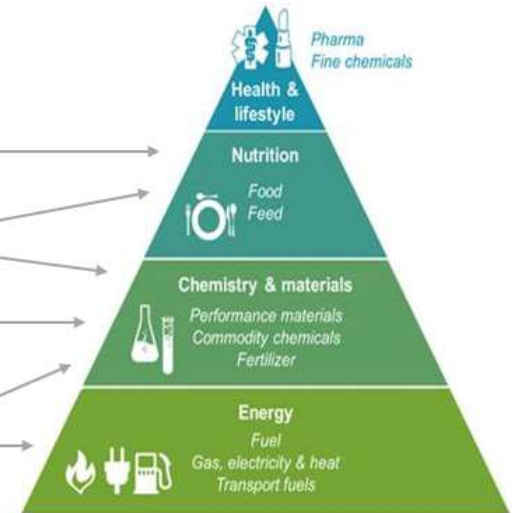 Pharma
Fine chemicals
Health &
lifestyle
Nutrition
Food
Feed
Chemistry & materials
Performance materials
Commodity chemicals
Fertilizer
Energy
Fuel
Gas, electricity & heat
Transport fuels